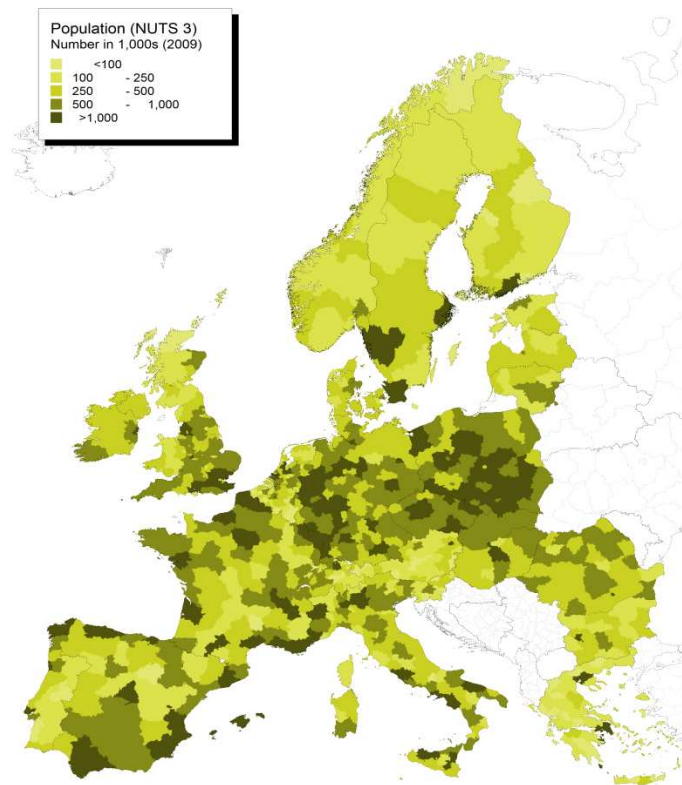 Population (NUTS 3)
Number in 1,000s (2009)
<100
100 - 250
250 - 500
500 - 1,000
>1,000